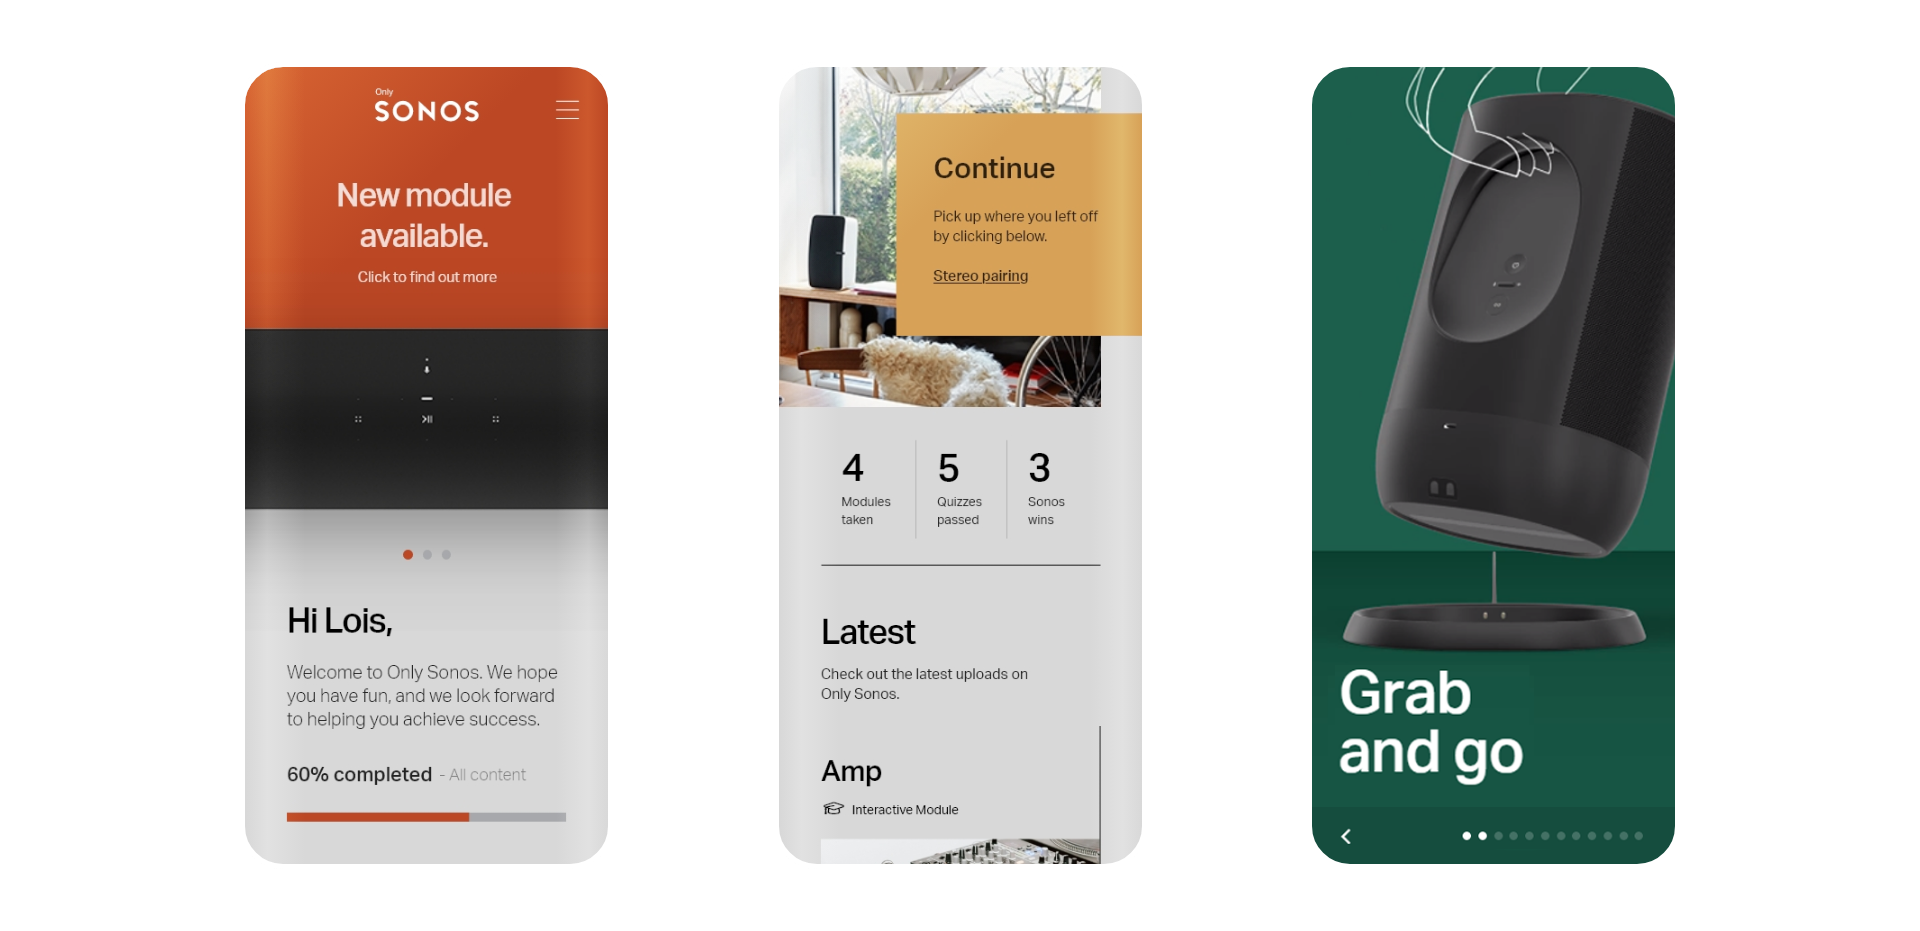 Only
SONOS
New module
available.
Click to find out more
Hi Lois,
Welcome to Only Sonos. We hope
you have fun, and we look forward
to helping you achieve success.
60% completed - All content
Continue
Pick up where you left off
by clicking below.
Stereo pairing
4
Modules
taken
5
Quizzes
passed
3
Sonos
wins
Latest
Check out the latest uploads on
Only Sonos.
Amp
Interactive Module
Grab
and go